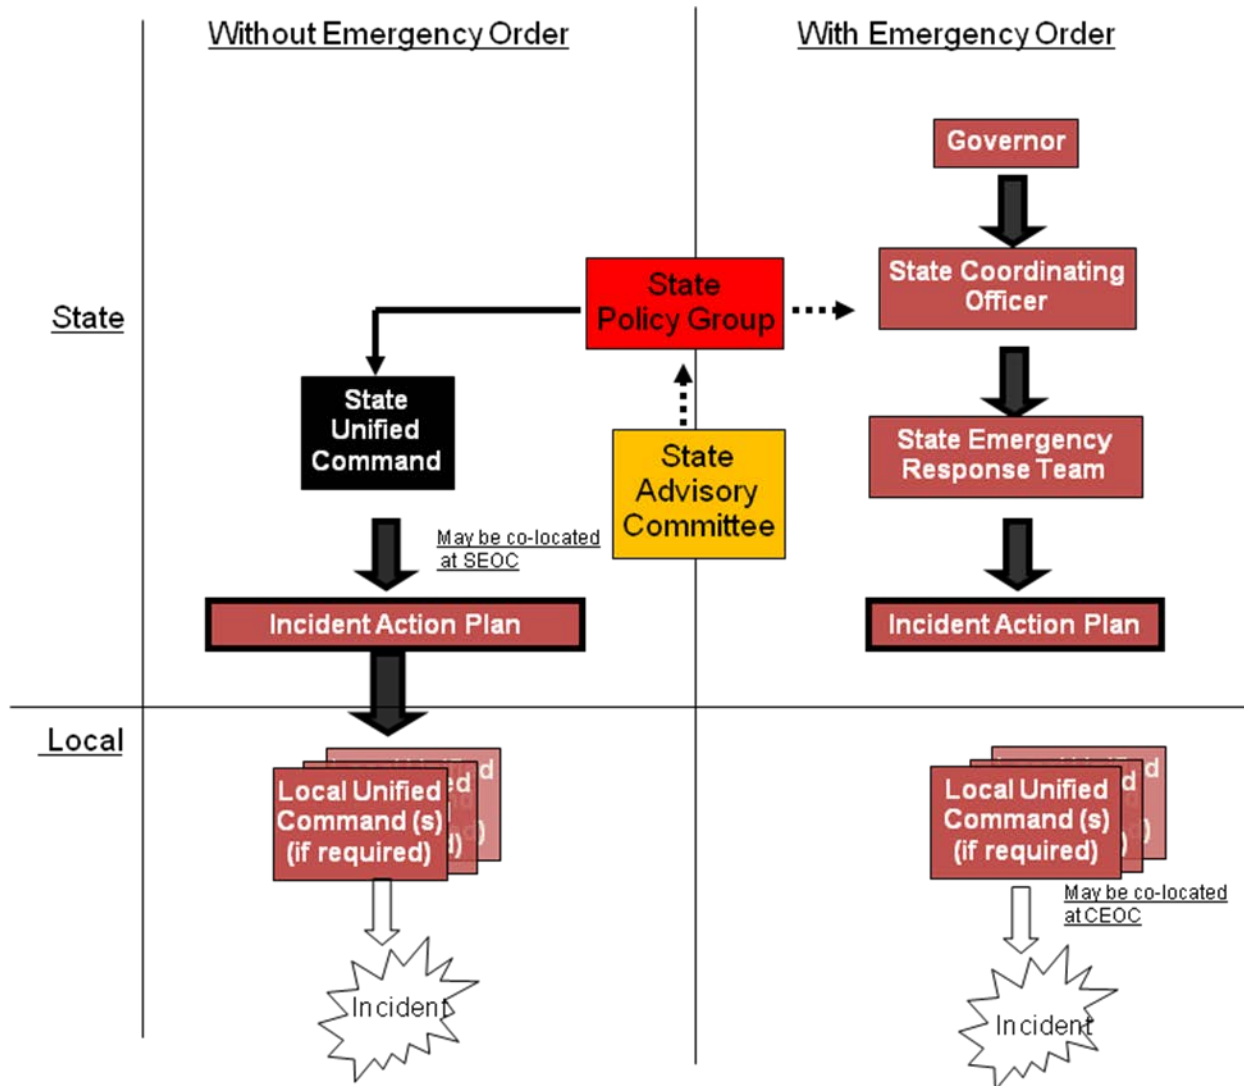 Without Emergency Order
With Emergency Order
Governor
State Coordinating
Officer
State
State
Policy Group
State
Unified
Command
State
Advisory
Committee
State Emergency
Response Team
May be co-located
at SEOC
Incident Action Plan
Incident Action Plan
Local
Local Unified
Command (s)
(if required)
Local Unified
Command (s)
(if required)
May be co-located
at CEOC
Incident
Incident